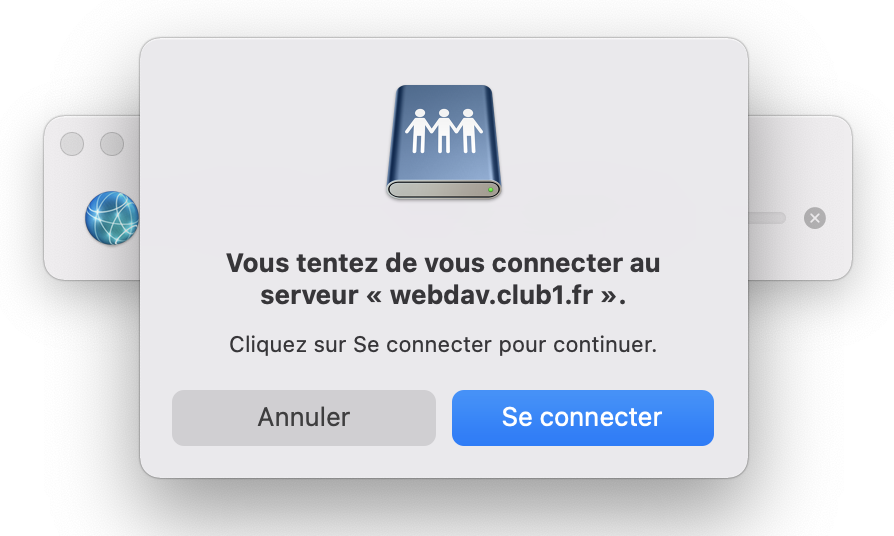 Vous tentez de vous connecter au
serveur « webdav.club1.fr ».
Cliquez sur Se connecter pour continuer.
Annuler
Se connecter